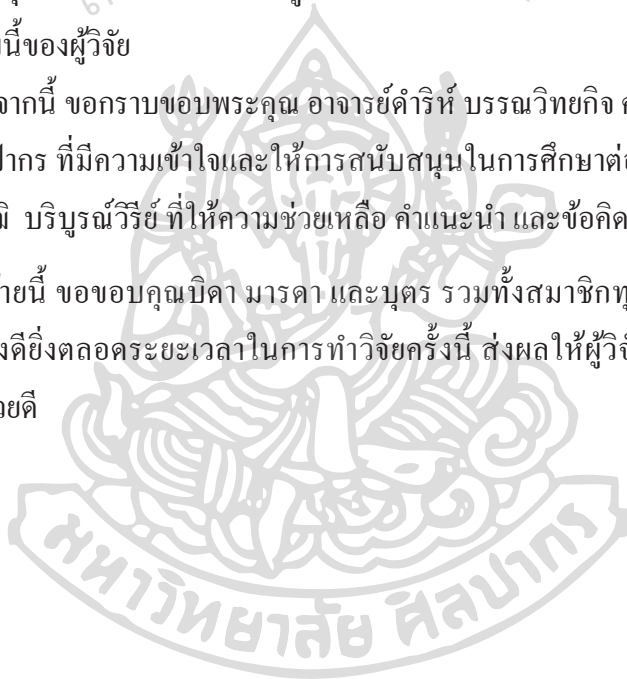 นี้ของผู้วิจัย
จากนี้ ขอกราบขอบพระคุณ อาจารย์ดำริห์ บรรณวิทยกิจ
ปากร ที่มีความเข้าใจและให้การสนับสนุนในการศึกษาต่อ
บริบูรณ์วิรีย์ ที่ให้ความช่วยเหลือ คำแนะนำ และข้อคิด
ายนี้ ขอขอบคุณบิดา มารดา และบุตร รวมทั้งสมาชิกทุ
งดียิ่งตลอดระยะเวลาในการทำวิจัยครั้งนี้ ส่งผลให้ผู้วิจั
วยดี
มหาวิทยาลัย ศิลปากร